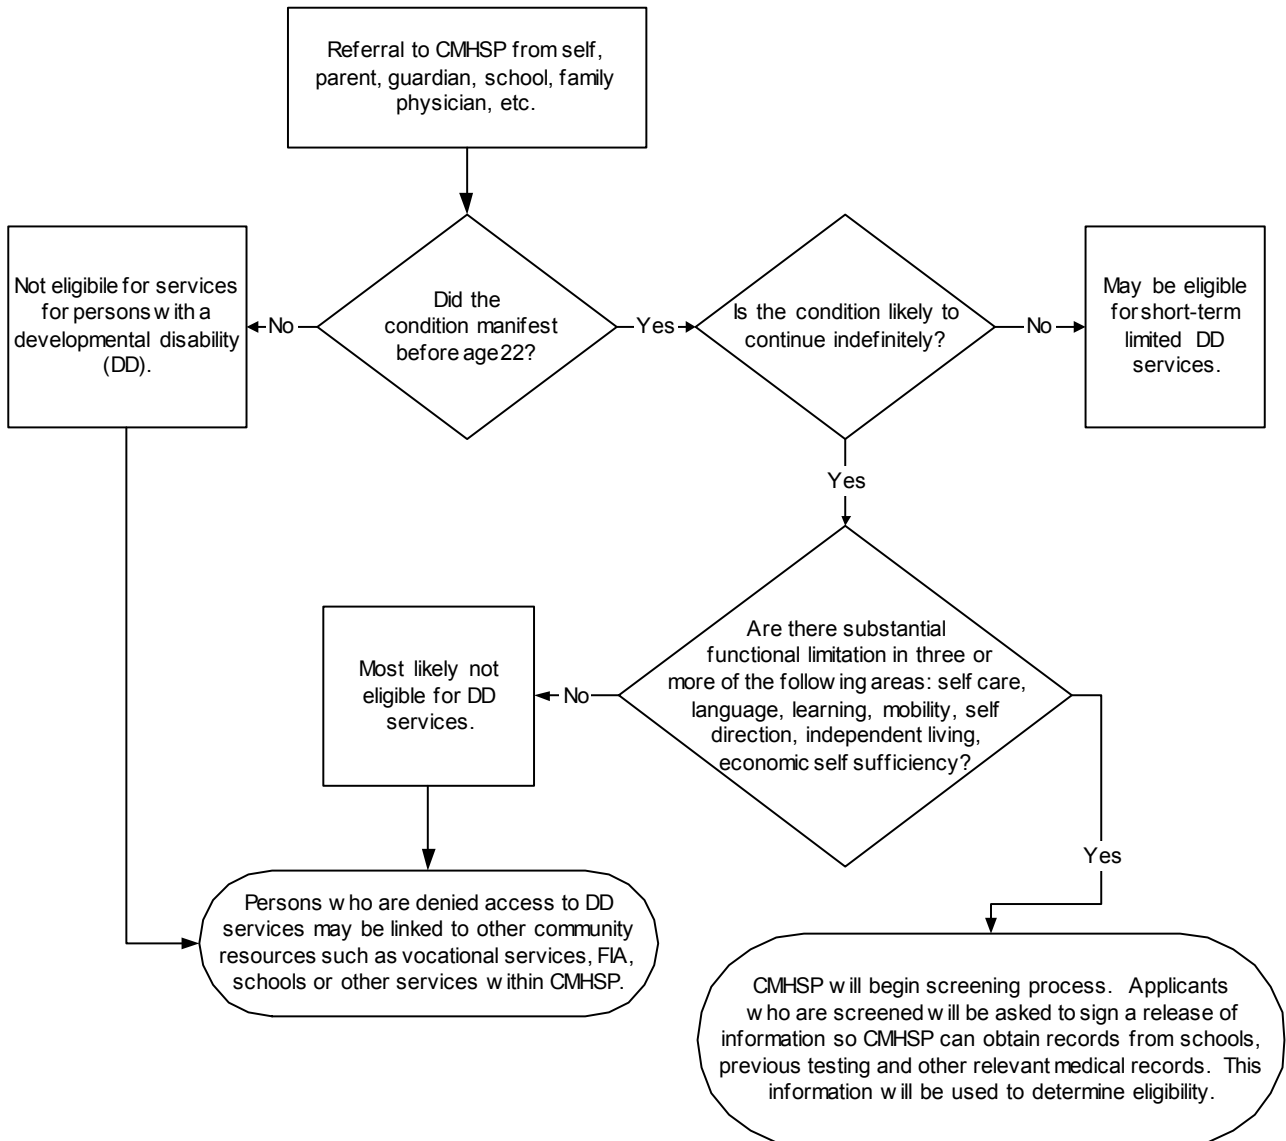 Referral to CMHSP from self,
parent, guardian, school, family
physician, etc.
Not eligibile for services
for persons with a
developmental disability
(DD).
No
Did the
condition manifest
before age 22?
Yes
Is the condition likely to
continue indefinitely?
No
May be eligible
for short-term
limited DD
services.
Yes
Most likely not
eligible for DD
services.
No
Are there substantial
functional limitation in three or
more of the following areas: self care,
language, learning, mobility, self
direction, independent living,
economic self sufficiency?
Yes
Persons who are denied access to DD
services may be linked to other community
resources such as vocational services, FIA,
schools or other services within CMHSP.
CMHSP will begin screening process. Applicants
who are screened will be asked to sign a release of
information so CMHSP can obtain records from schools,
previous testing and other relevant medical records. This
information will be used to determine eligibility.